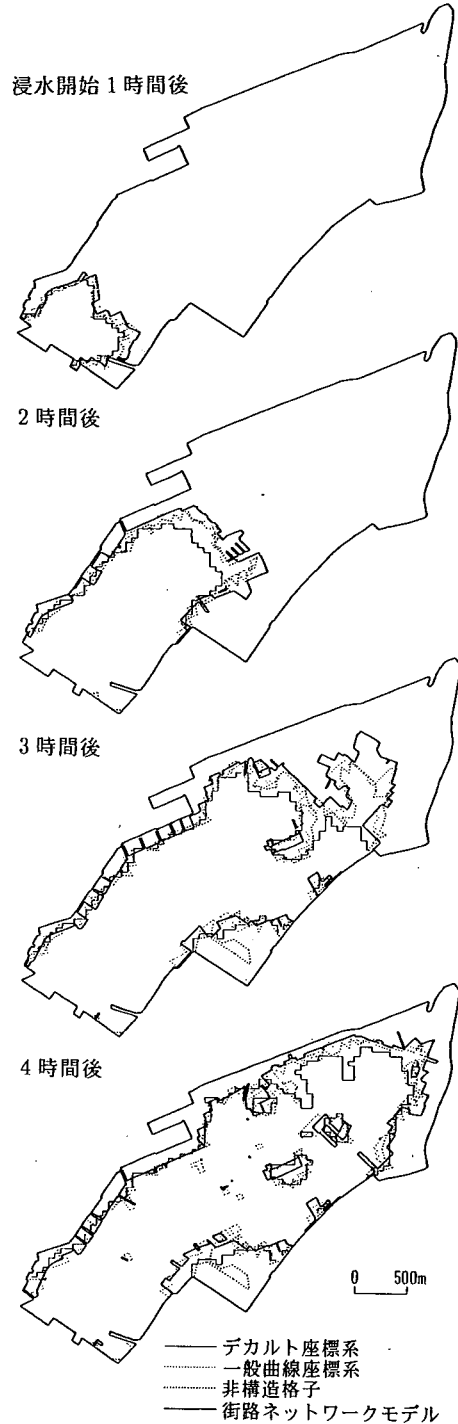 浸水開始1時間後
2時間後
3時間後
4時間後
0 500m
デカルト座標系
一般曲線座標系
非構造格子
街路ネットワークモデル